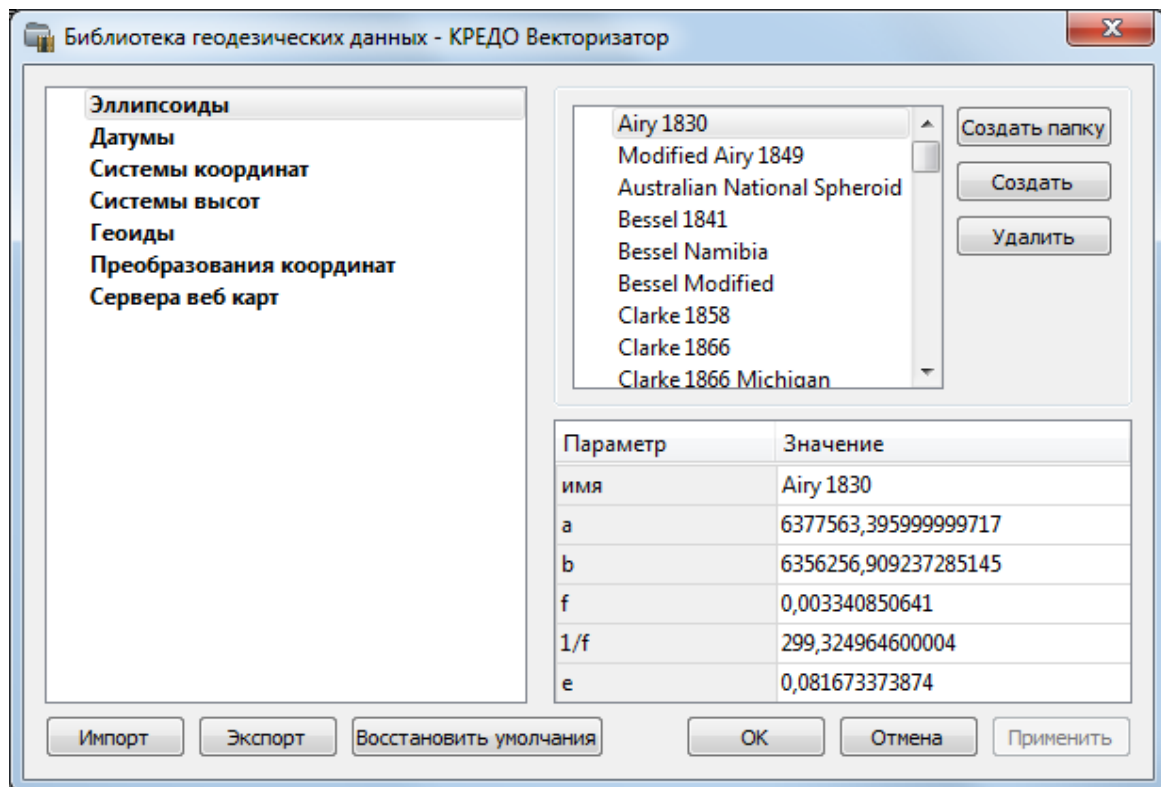 Библиотека геодезических данных - КРЕДО Векторизатор
Эллипсоиды
Датумы
Системы координат
Системы высот
Геоиды
Преобразования координат
Сервера веб карт
Airy 1830
Modified Airy 1849
Australian National Spheroid
Bessel 1841
Bessel Namibia
Bessel Modified
Clarke 1858
Clarke 1866
Clarke 1866 Michigan
Создать папку
Создать
Удалить
Параметр Значение
имя Airy 1830
a 6377563,395999999717
b 6356256,909237285145
f 0,003340850641
1/f 299,324964600004
e 0,081673373874
Импорт Экспорт Восстановить умолчания OK Отмена Применить